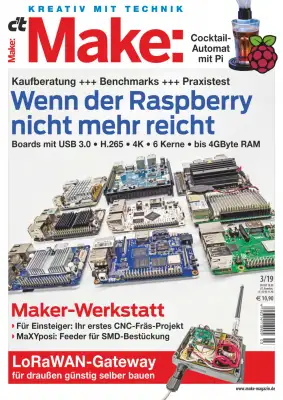 KREATIV MIT TECHNIK
c't
Make:
Make:
Cocktail-
Automat
mit Pi
Kaufberatung +++ Benchmarks +++ Praxistest
Wenn der Raspberry
nicht mehr reicht
Boards mit USB 3.0 • H.265 • 4K • 6 Kerne • bis 4GByte RAM
3/19
€ 10,90
Maker-Werkstatt
Für Einsteiger: Ihr erstes CNC-Fräs-Projekt
MaXYposi: Feeder für SMD-Bestückung
LoRaWAN-Gateway
für draußen günstig selber bauen
www.make-magazin.de